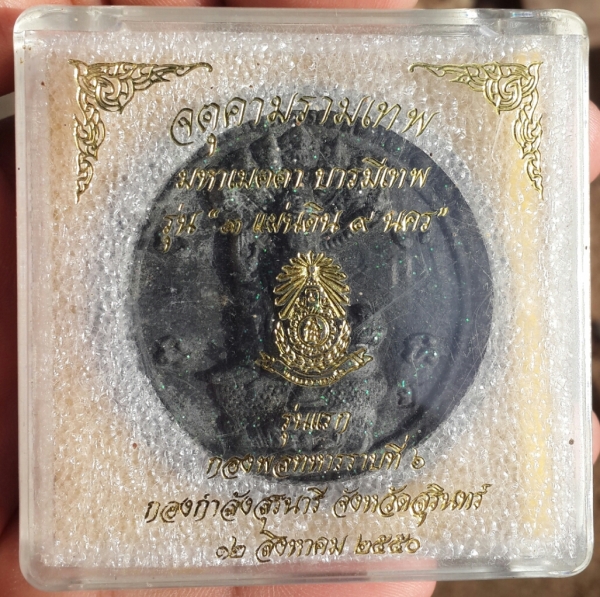 จตุคามรามเทพ
มหาเมตตา บารมีเทพ
รุ่น "๓ แผ่นดิน ๙ นคร"
รุ่นแรก
กองพลทหารราบที่ ๖
กองกำลังสุรนารี จังหวัดสุรินทร์
๑๒ สิงหาคม ๒๕๕๐